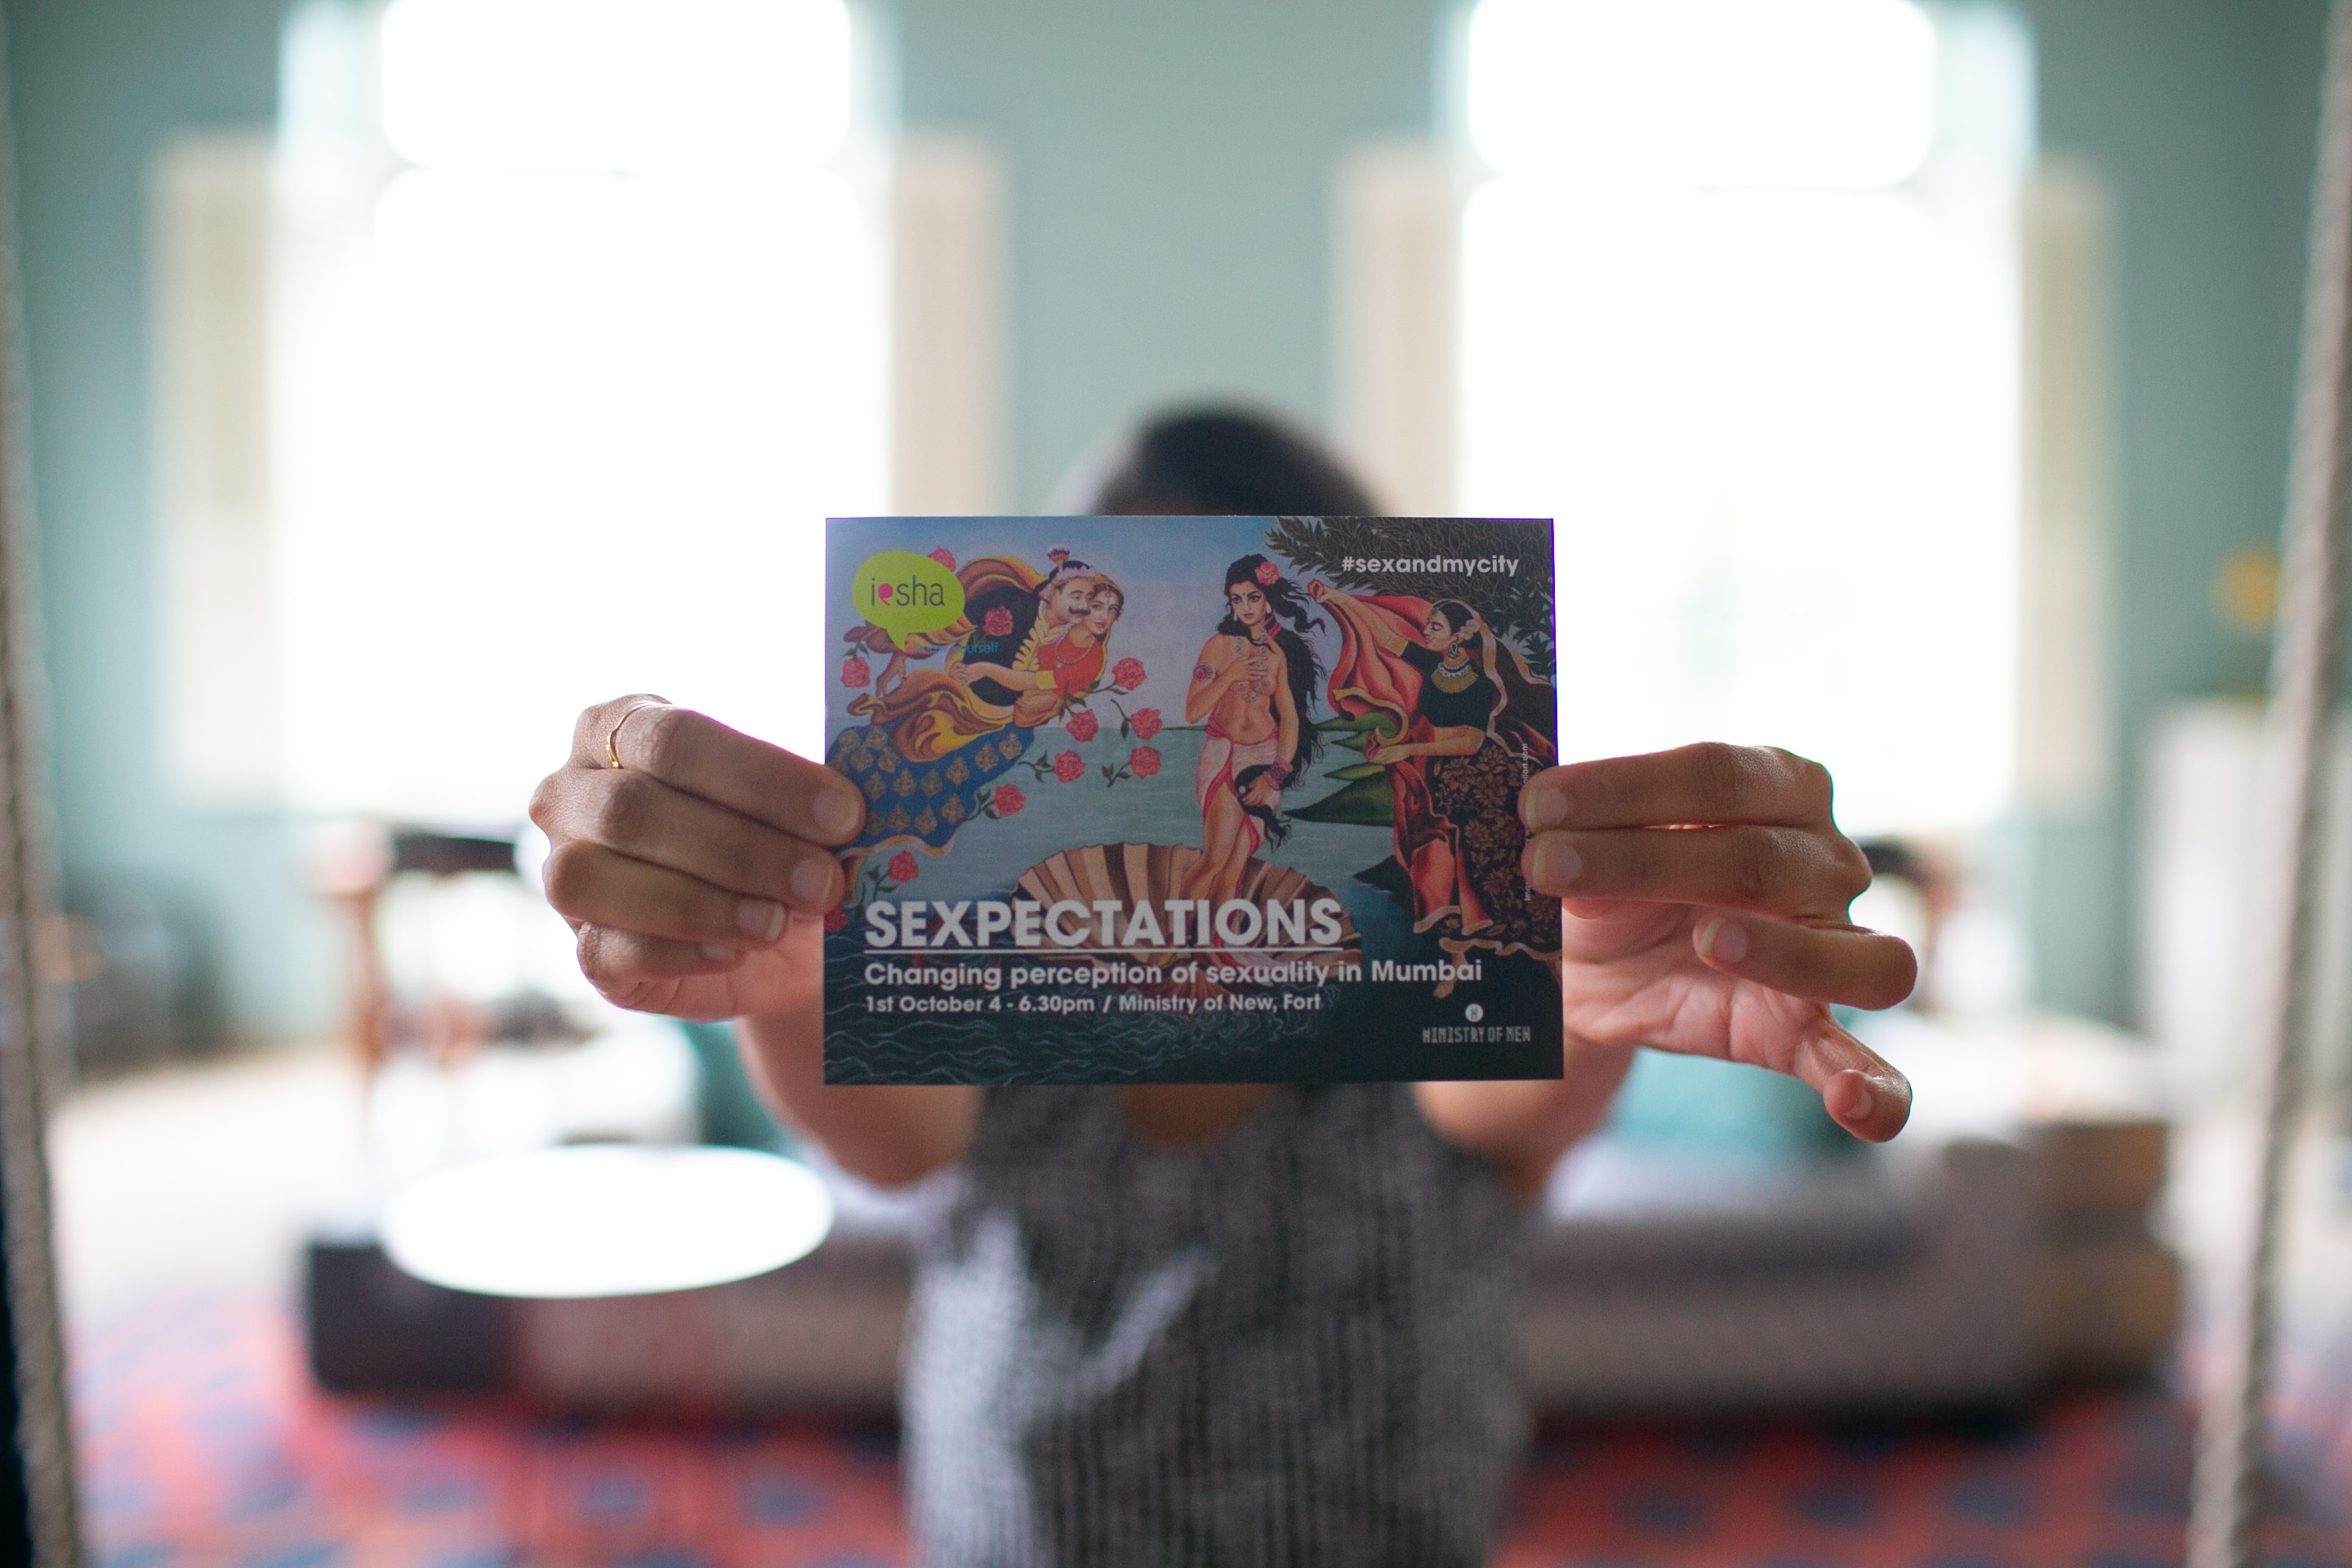 iesha
#sexandmycity
SEXPECTATIONS
Changing perception of sexuality in Mumbai
1st October 4 - 6.30pm / Ministry of New, Fort
MINISTRY OF NEW